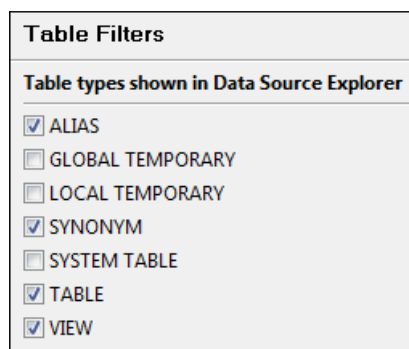 Table Filters
Table types shown in Data Source Explorer
ALIAS
GLOBAL TEMPORARY
LOCAL TEMPORARY
SYNONYM
SYSTEM TABLE
TABLE
VIEW